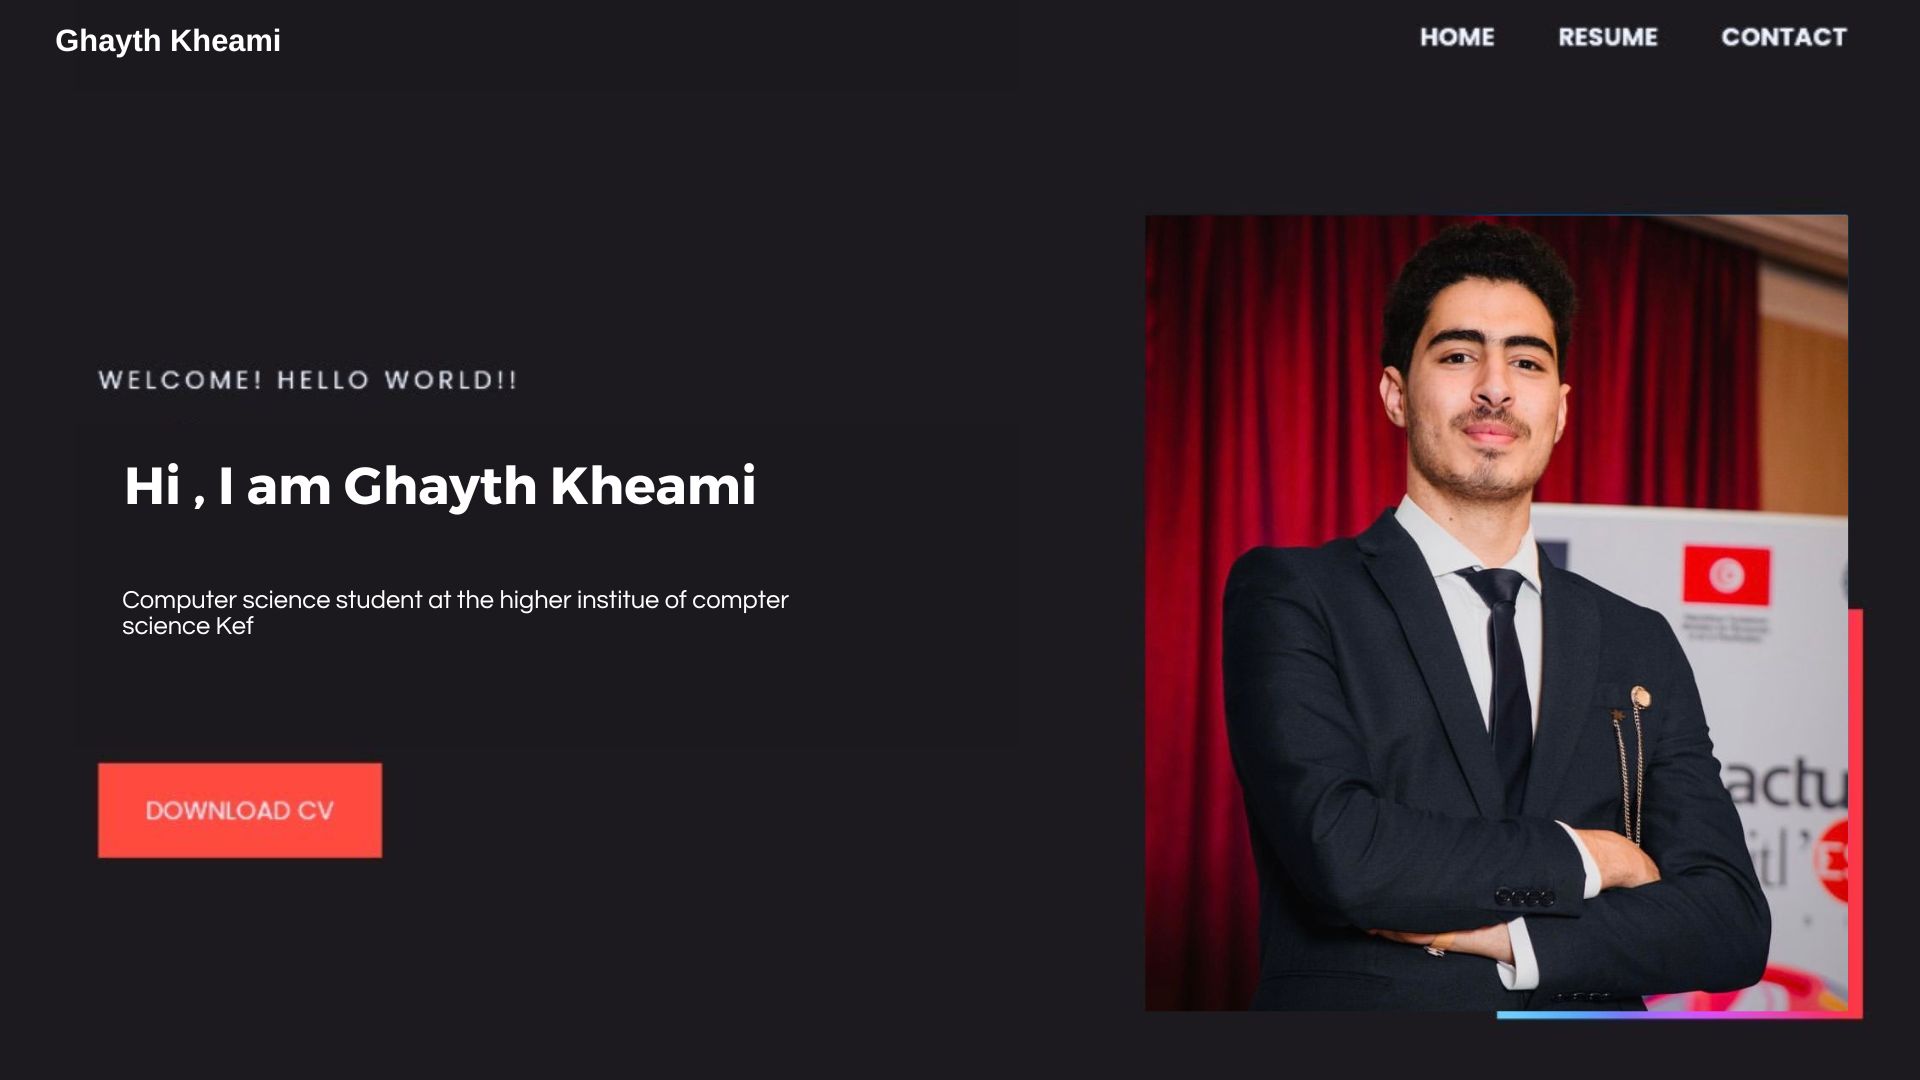 Ghayth Kheami
HOME RESUME CONTACT
WELCOME! HELLO WORLD!!
Hi , I am Ghayth Kheami
Computer science student at the higher institue of compter
science Kef
DOWNLOAD CV
actu
itl '